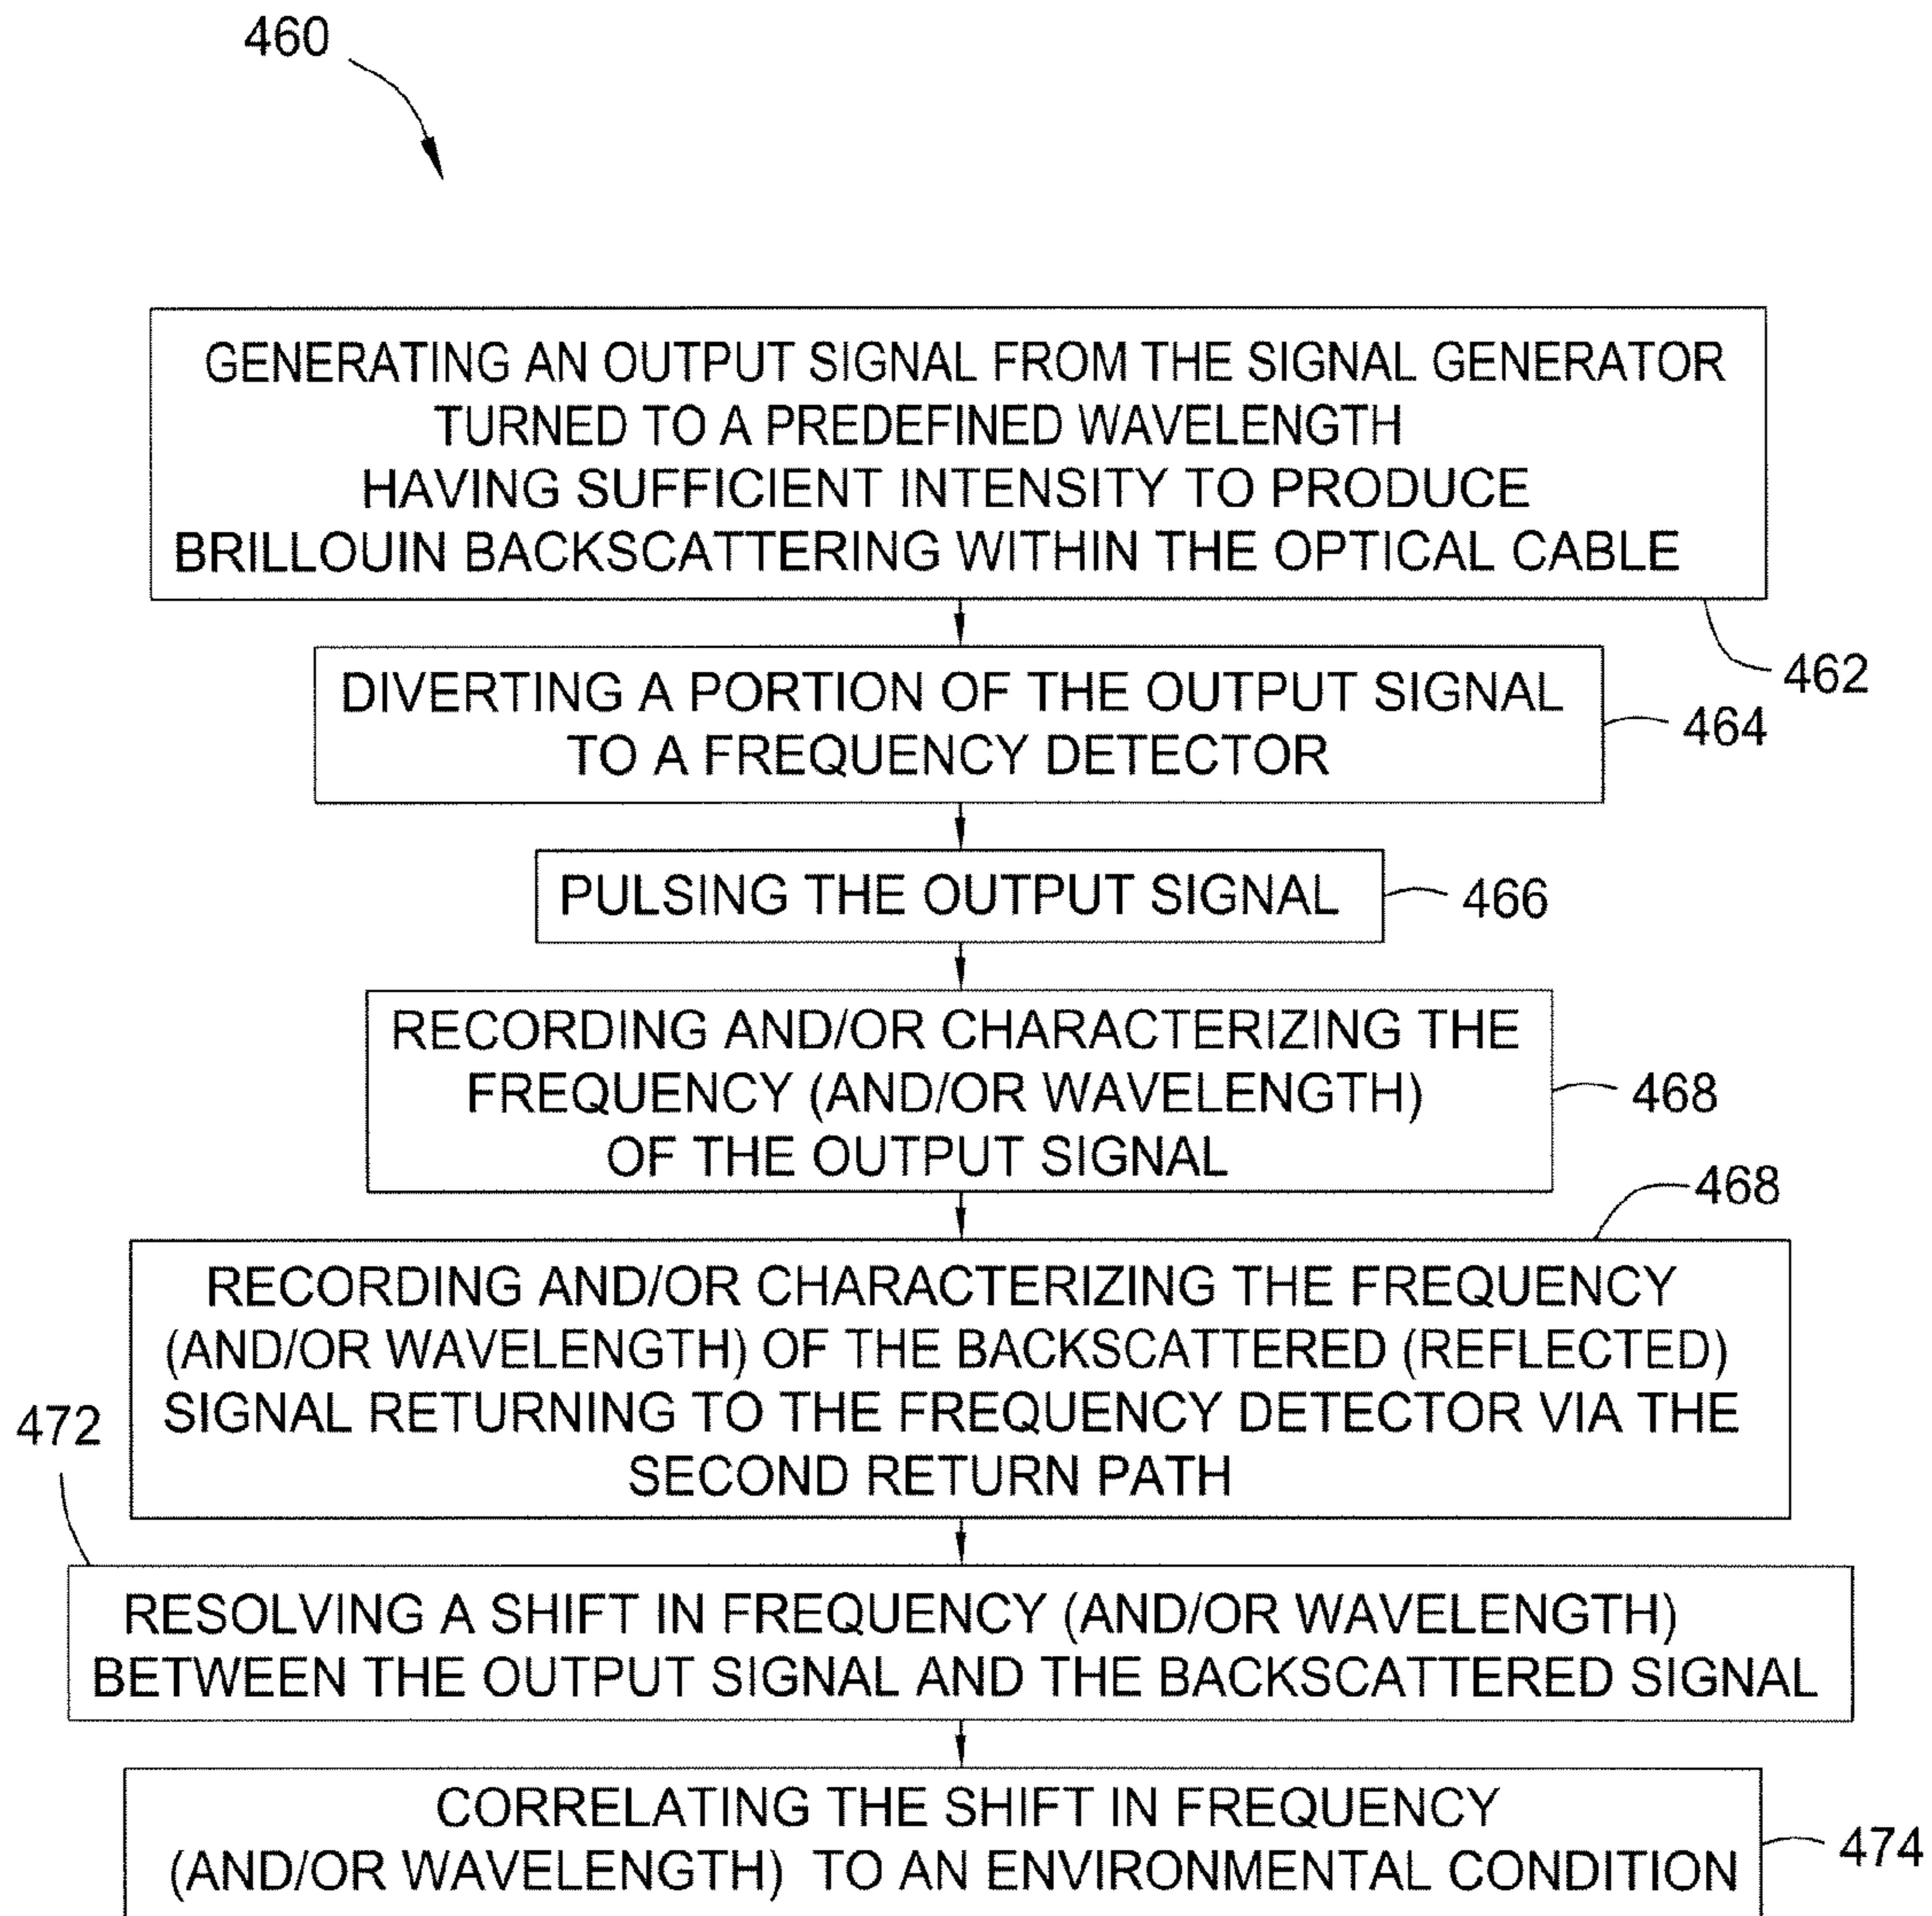 460
GENERATING AN OUTPUT SIGNAL FROM THE SIGNAL GENERATOR
TURNED TO A PREDEFINED WAVELENGTH
HAVING SUFFICIENT INTENSITY TO PRODUCE
BRILLOUIN BACKSCATTERING WITHIN THE OPTICAL CABLE
462
DIVERTING A PORTION OF THE OUTPUT SIGNAL
TO A FREQUENCY DETECTOR
464
PULSING THE OUTPUT SIGNAL
466
RECORDING AND/OR CHARACTERIZING THE
FREQUENCY (AND/OR WAVELENGTH)
OF THE OUTPUT SIGNAL
468
468
RECORDING AND/OR CHARACTERIZING THE FREQUENCY
(AND/OR WAVELENGTH) OF THE BACKSCATTERED (REFLECTED)
SIGNAL RETURNING TO THE FREQUENCY DETECTOR VIA THE
SECOND RETURN PATH
472
RESOLVING A SHIFT IN FREQUENCY (AND/OR WAVELENGTH)
BETWEEN THE OUTPUT SIGNAL AND THE BACKSCATTERED SIGNAL
CORRELATING THE SHIFT IN FREQUENCY
(AND/OR WAVELENGTH) TO AN ENVIRONMENTAL CONDITION
474